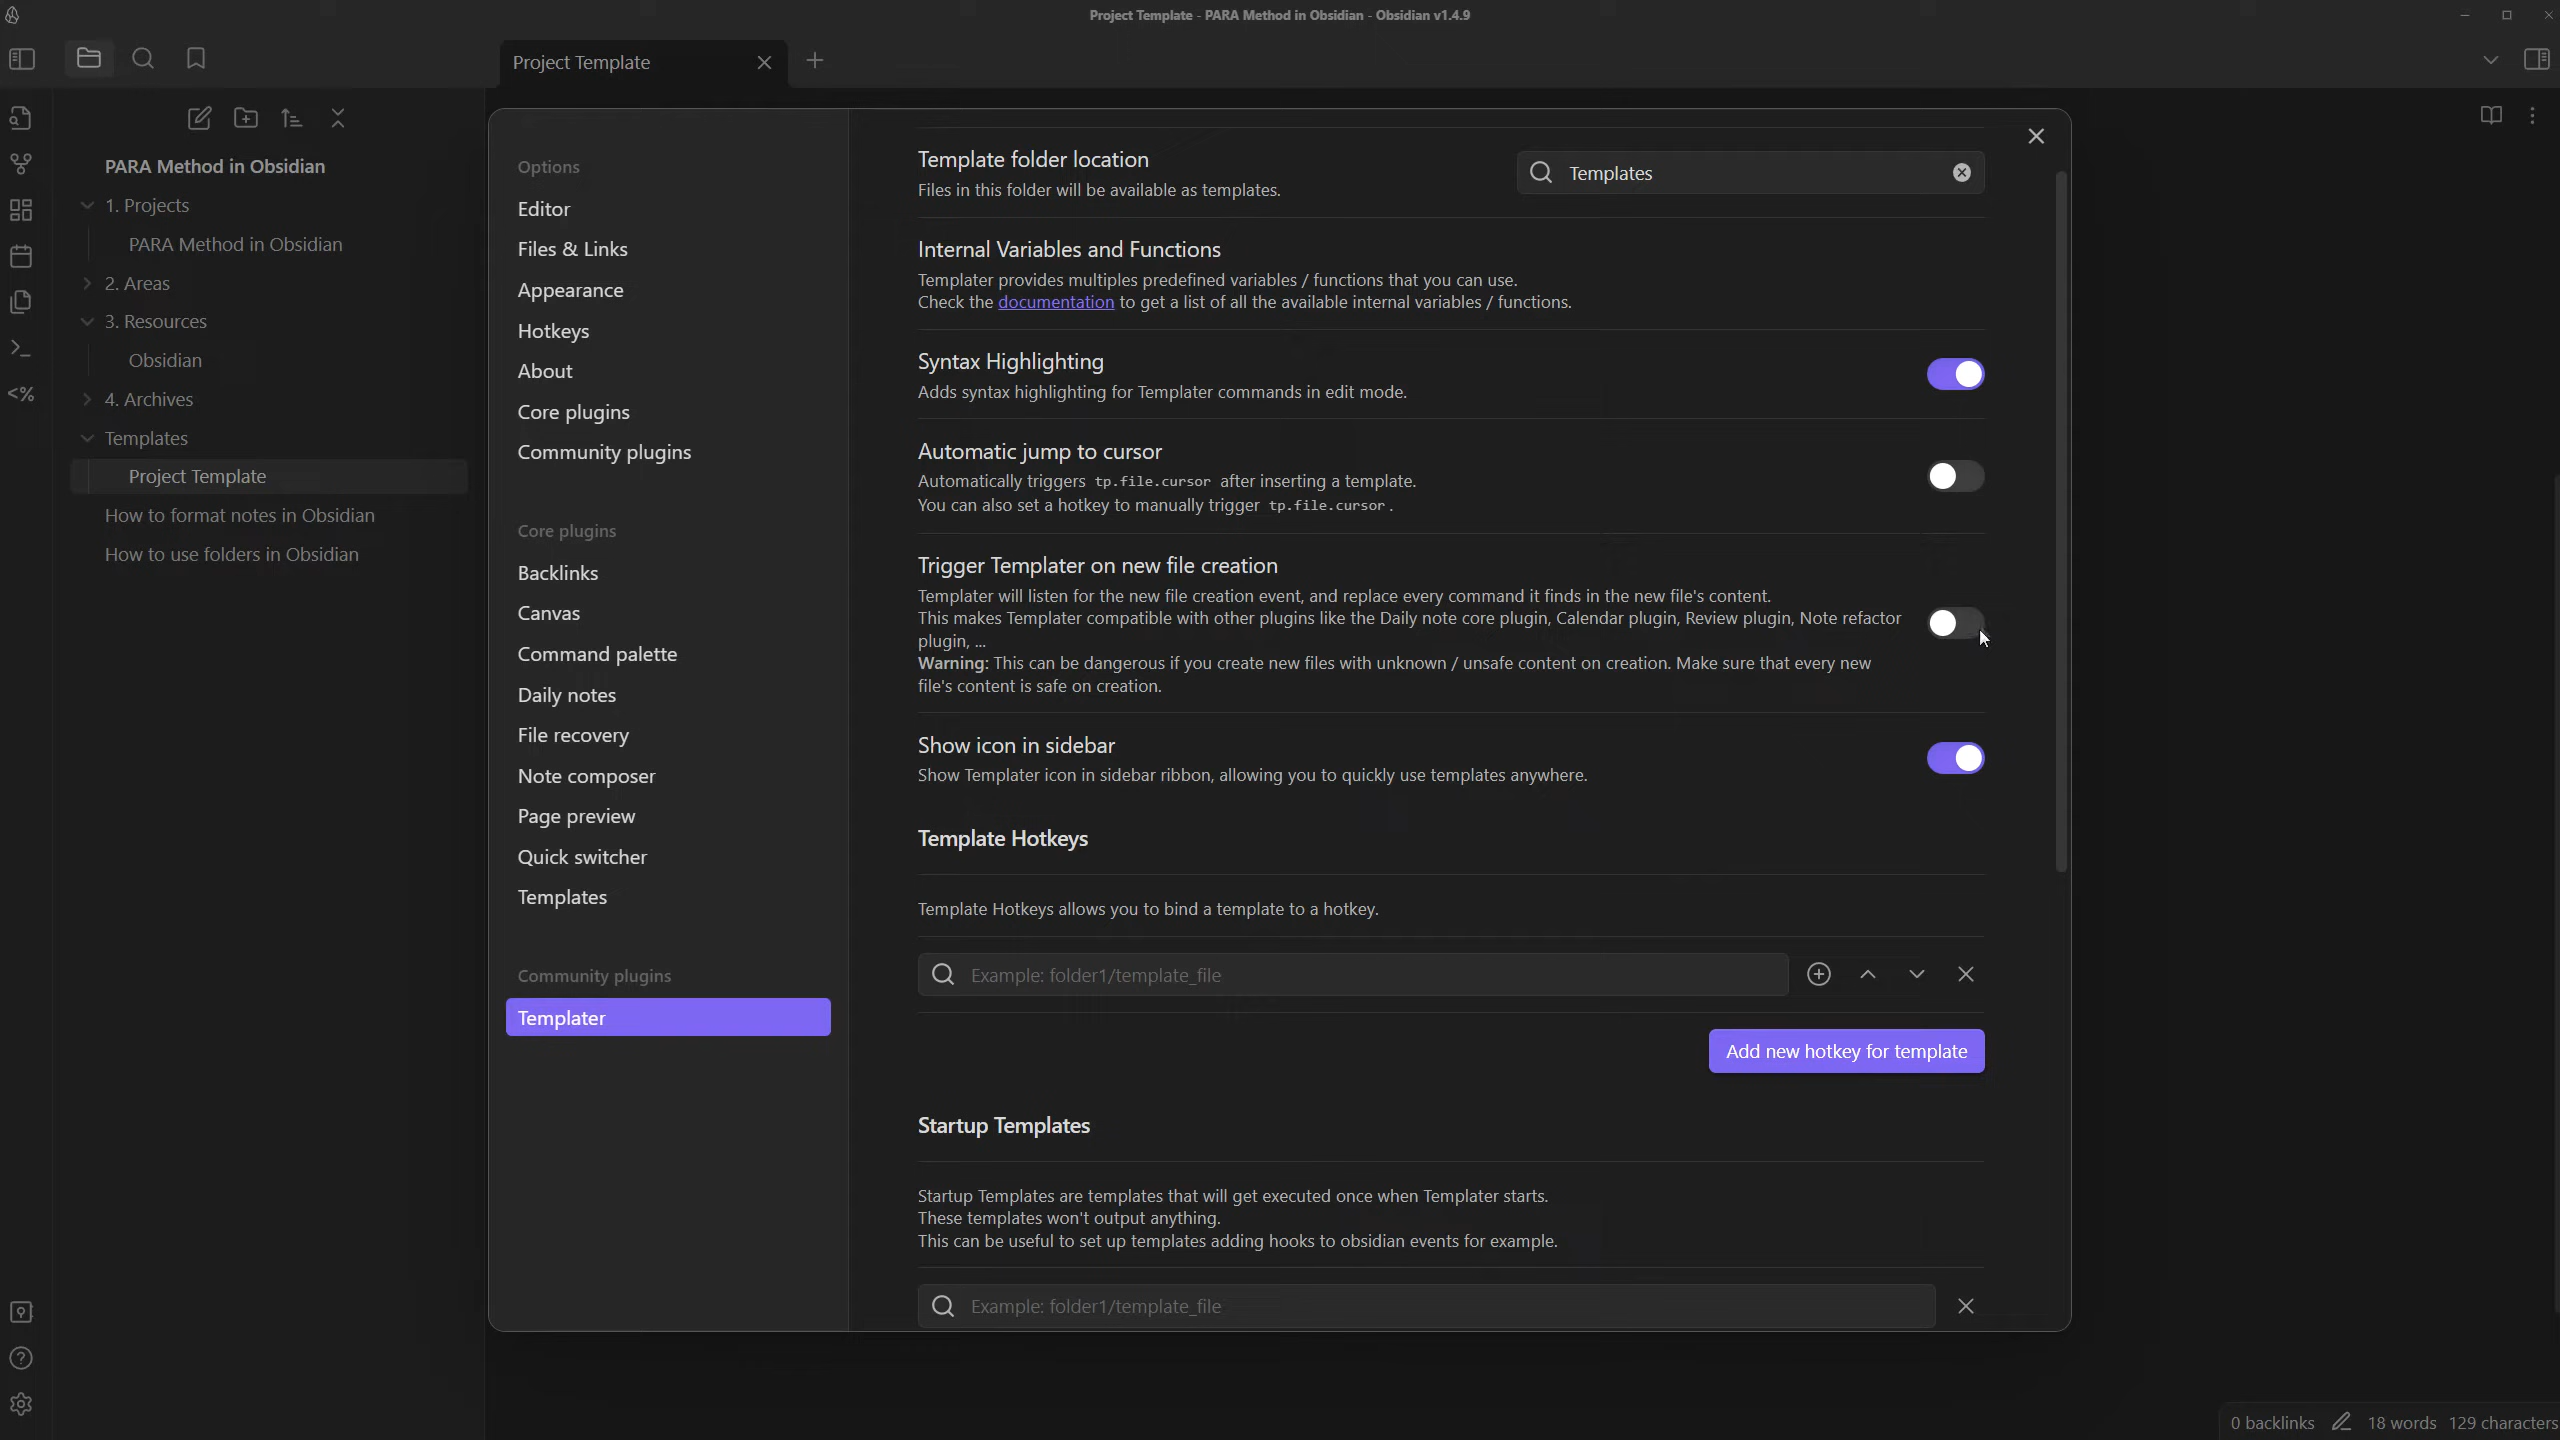 Project Template - PARA Method in Obsidian - Obsidian v1.4.9
Project Template
PARA Method in Obsidian
1. Projects
PARA Method in Obsidian
2. Areas
3. Resources
Obsidian
4. Archives
Templates
Project Template
How to format notes in Obsidian
How to use folders in Obsidian
<%
Options
Editor
Files & Links
Appearance
Hotkeys
About
Core plugins
Community plugins
Core plugins
Backlinks
Canvas
Command palette
Daily notes
File recovery
Note composer
Page preview
Quick switcher
Templates
Community plugins
Templater
Template folder location
Files in this folder will be available as templates.
Templates
Internal Variables and Functions
Templater provides multiples predefined variables / functions that you can use.
Check the documentation to get a list of all the available internal variables / functions.
Syntax Highlighting
Adds syntax highlighting for Templater commands in edit mode.
Automatic jump to cursor
Automatically triggers tp.file.cursor after inserting a template.
You can also set a hotkey to manually trigger tp.file.cursor.
Trigger Templater on new file creation
Templater will listen for the new file creation event, and replace every command it finds in the new file's content.
This makes Templater compatible with other plugins like the Daily note core plugin, Calendar plugin, Review plugin, Note refactor
plugin, ...
Warning: This can be dangerous if you create new files with unknown / unsafe content on creation. Make sure that every new
file's content is safe on creation.
Show icon in sidebar
Show Templater icon in sidebar ribbon, allowing you to quickly use templates anywhere.
Template Hotkeys
Template Hotkeys allows you to bind a template to a hotkey.
Example: folder1/template_file
Add new hotkey for template
Startup Templates
Startup Templates are templates that will get executed once when Templater starts.
These templates won't output anything.
This can be useful to set up templates adding hooks to obsidian events for example.
Example: folder1/template_file
0 backlinks 18 words 129 characters